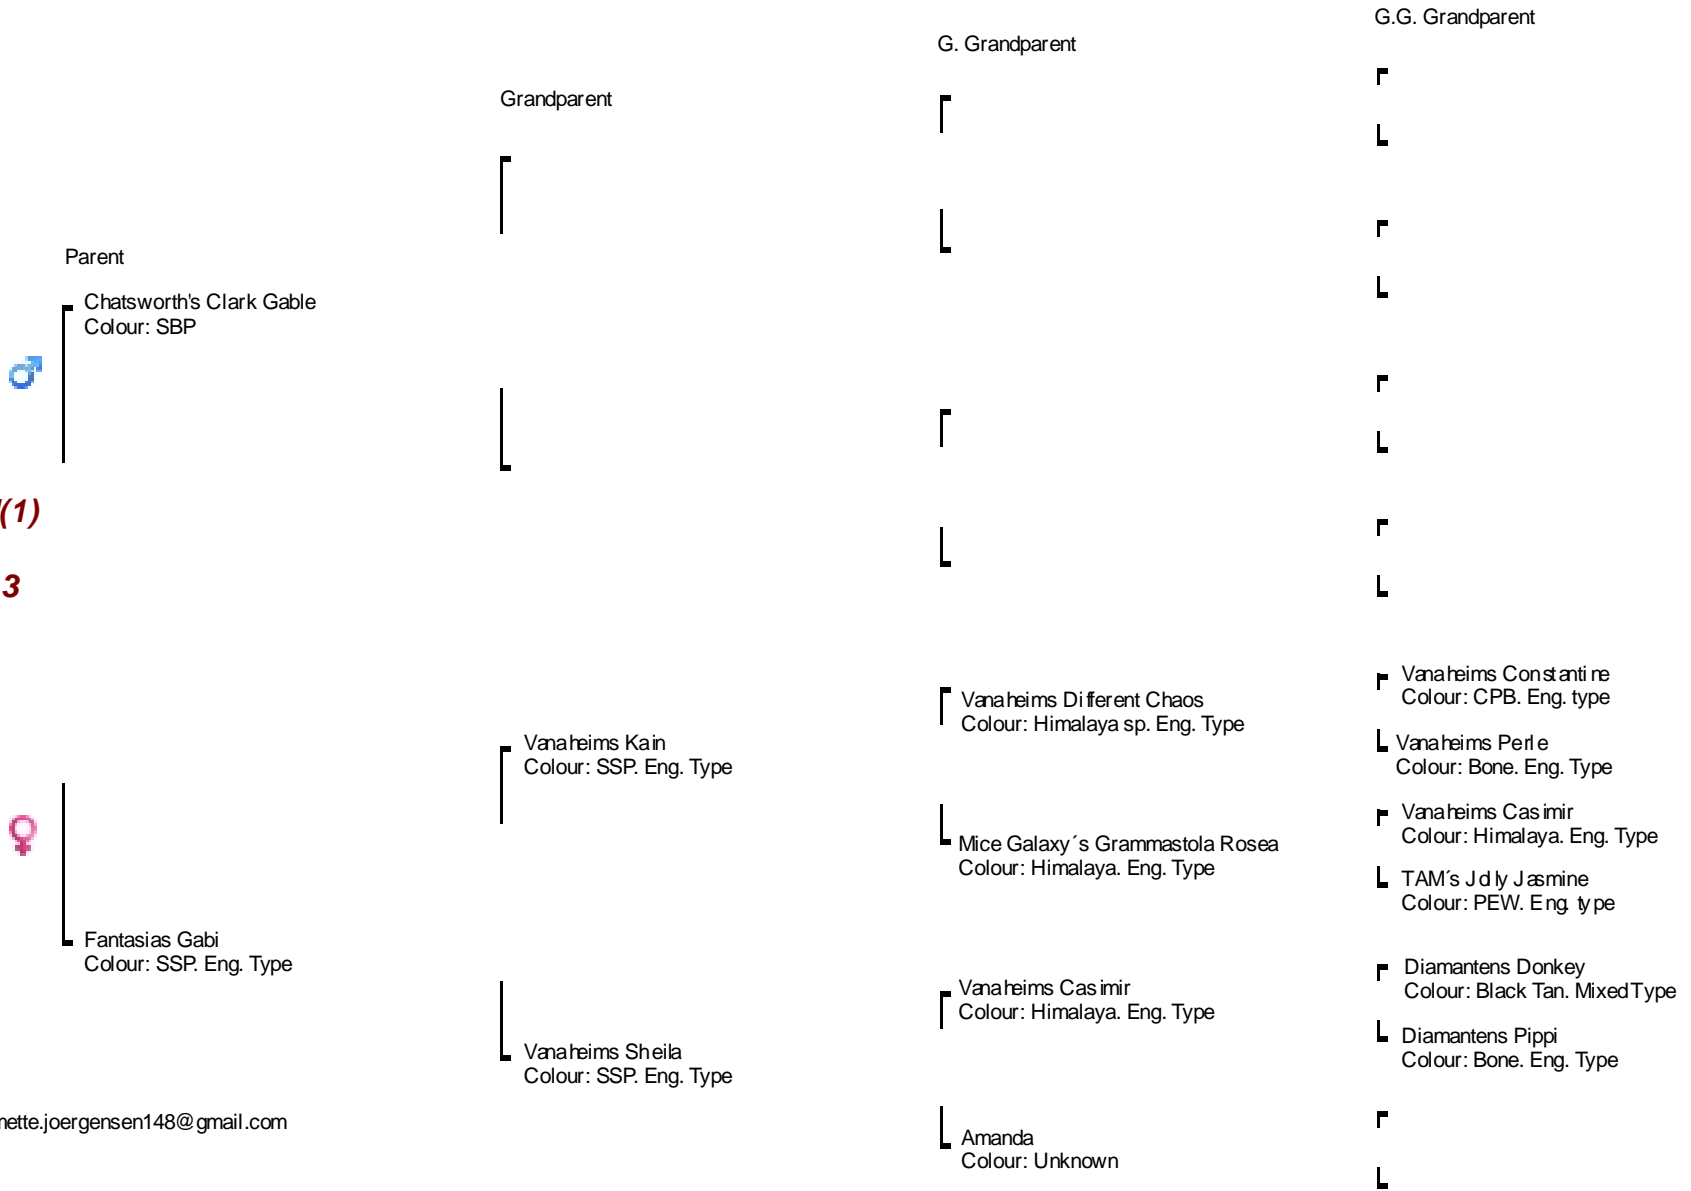 G.G. Grandparent
G. Grandparent
Grandparent
Parent
Chatsworth's Clark Gable
Colour: SBP
(1)
3
Vanaheims Kain
Colour: SSP. Eng. Type
Vanaheims Different Chaos
Colour: Himalaya sp. Eng. Type
Vanaheims Constantine
Colour: CPB. Eng. type
Vanaheims Perle
Colour: Bone. Eng. Type
Mice Galaxy´s Grammastola Rosea
Colour: Himalaya. Eng. Type
Vanaheims Casimir
Colour: Himalaya. Eng. Type
TAM´s Jolly Jasmine
Colour: PEW. Eng. type
Fantasias Gabi
Colour: SSP. Eng. Type
Vanaheims Sheila
Colour: SSP. Eng. Type
Vanaheims Casimir
Colour: Himalaya. Eng. Type
Diamantens Donkey
Colour: Black Tan. Mixed Type
Diamantens Pippi
Colour: Bone. Eng. Type
Amanda
Colour: Unknown
mette.joergensen148@gmail.com